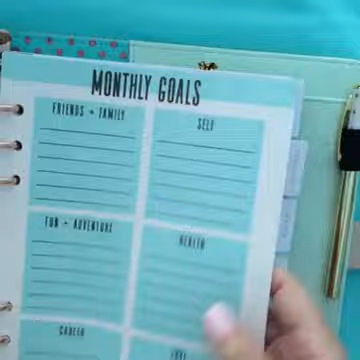 MONTHLY GOALS
FRIENDS + FAMILY
SELF
FUN + ADVENTURE
HEALTH
CAREER